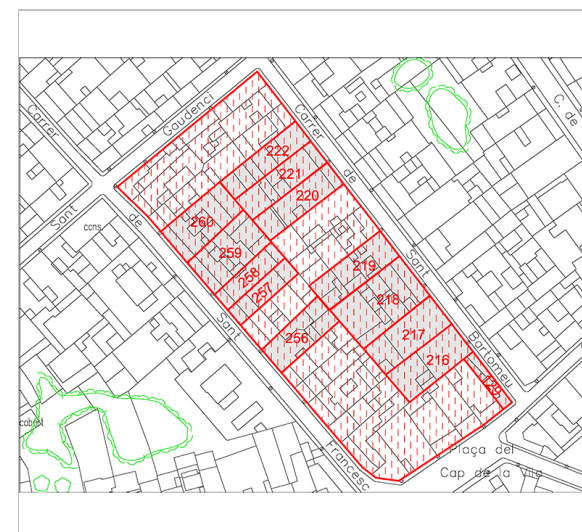 Carrer
Sant
Gaudenci
Carrer
de
Sant
Bartomeu
C. de
de
Sant
Francesc
cons.
222
221
220
260
259
258
257
256
219
218
217
216
129
Plaça del
Cap de la Vila